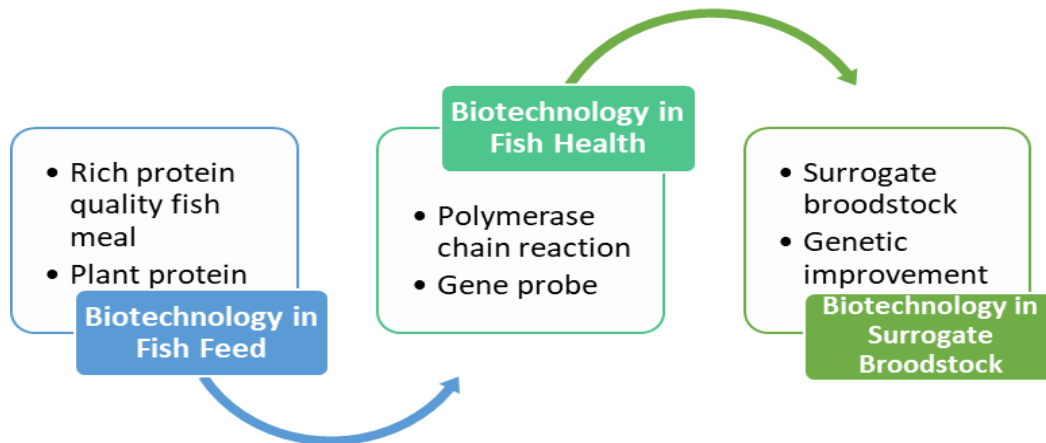 • Rich protein
quality fish
meal
• Plant protein
Biotechnology in
Fish Feed
Biotechnology in
Fish Health
• Polymerase
chain reaction
• Gene probe
• Surrogate
broodstock
• Genetic
improvement
Biotechnology in
Surrogate
Broodstock